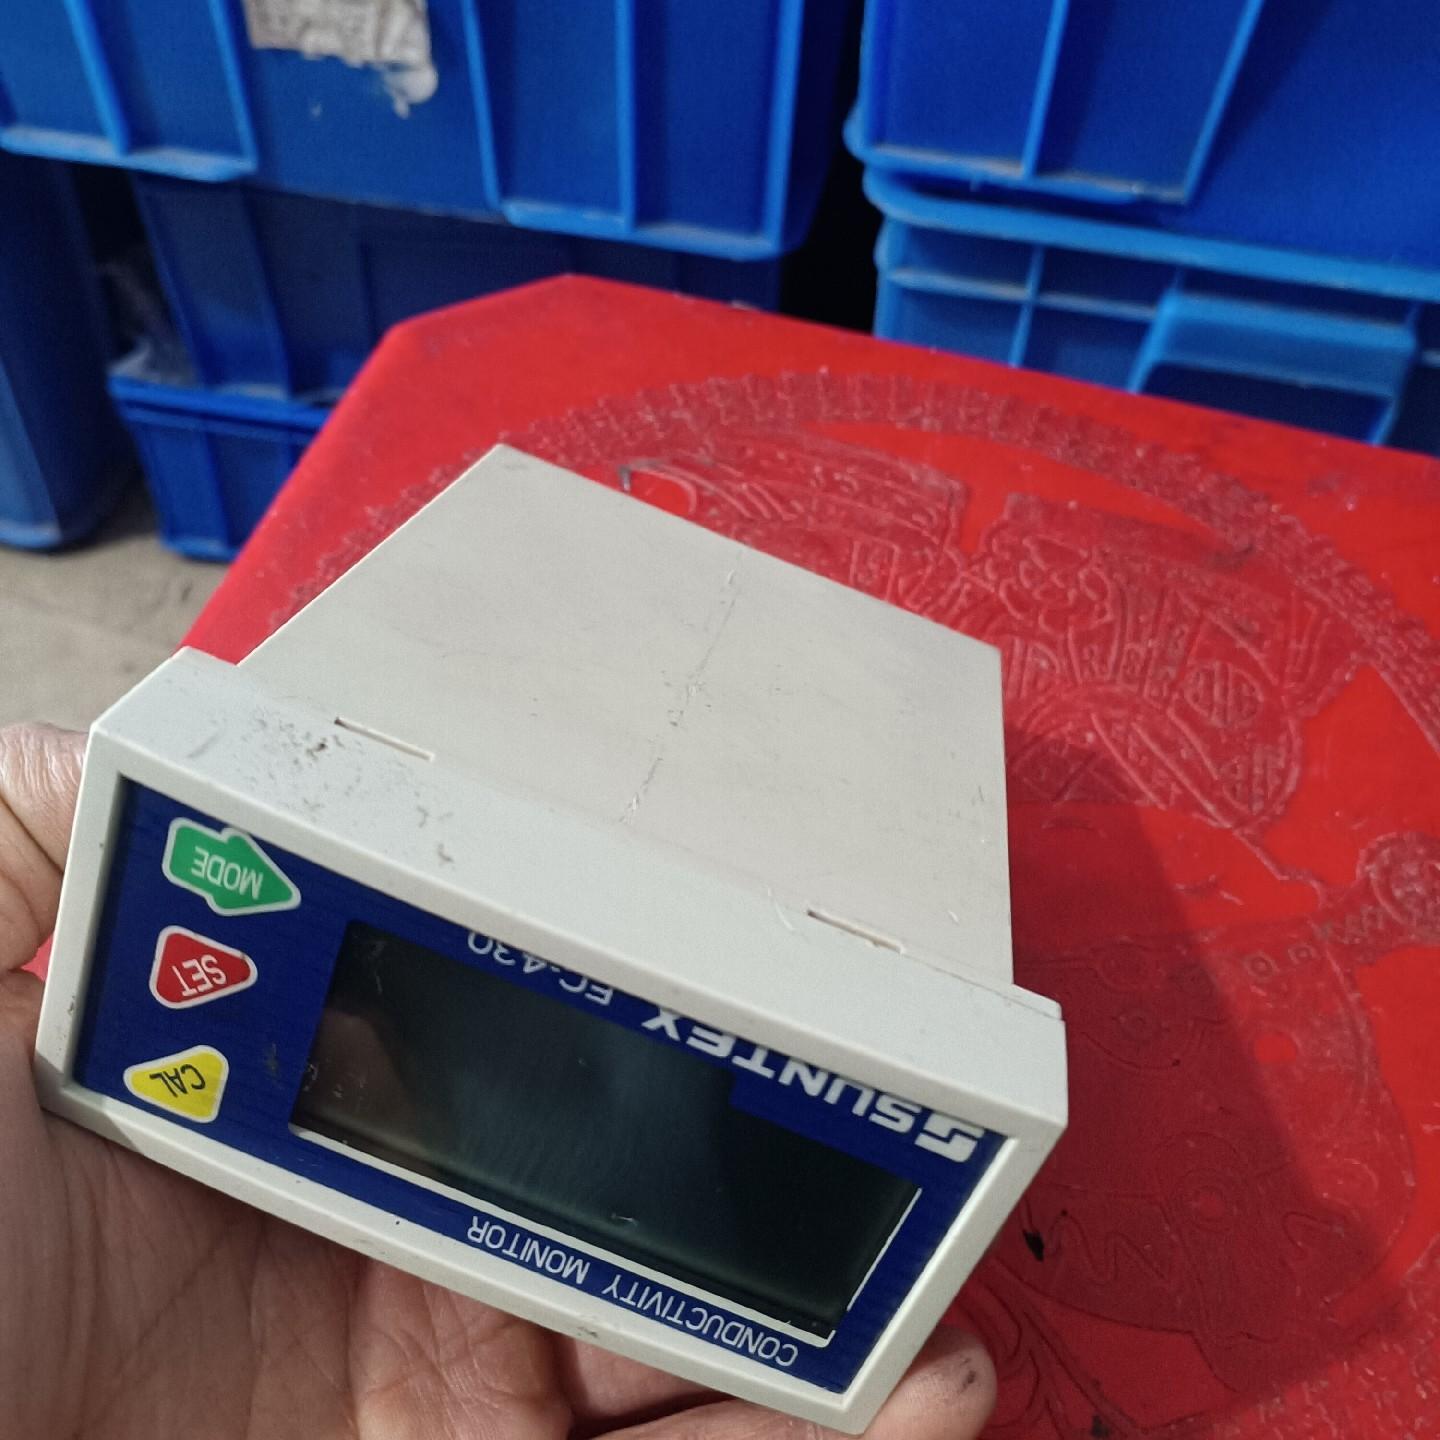 SUNTEX EC-430
CONDUCTIVITY MONITOR
CAL
SET
MODE